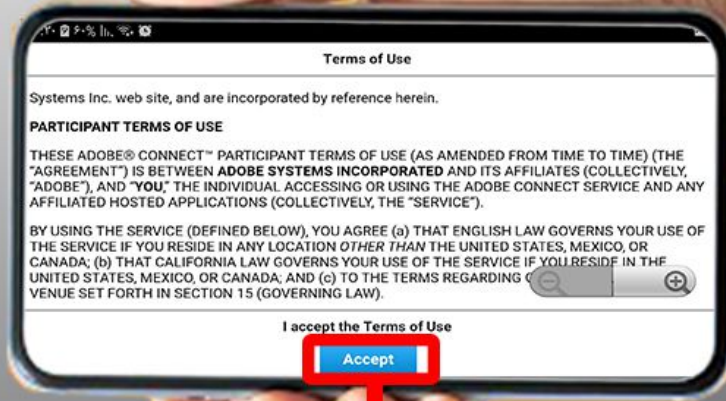 ۶۰%
Terms of Use
Systems Inc. web site, and are incorporated by reference herein.
PARTICIPANT TERMS OF USE
THESE ADOBE® CONNECT™ PARTICIPANT TERMS OF USE (AS AMENDED FROM TIME TO TIME) (THE
"AGREEMENT") IS BETWEEN ADOBE SYSTEMS INCORPORATED AND ITS AFFILIATES (COLLECTIVELY,
"ADOBE"), AND "YOU," THE INDIVIDUAL ACCESSING OR USING THE ADOBE CONNECT SERVICE AND ANY
AFFILIATED HOSTED APPLICATIONS (COLLECTIVELY, THE "SERVICE").
BY USING THE SERVICE (DEFINED BELOW), YOU AGREE (a) THAT ENGLISH LAW GOVERNS YOUR USE OF
THE SERVICE IF YOU RESIDE IN ANY LOCATION OTHER THAN THE UNITED STATES, MEXICO, OR
CANADA; (b) THAT CALIFORNIA LAW GOVERNS YOUR USE OF THE SERVICE IF YOU RESIDE IN THE
UNITED STATES, MEXICO, OR CANADA; AND (c) TO THE TERMS REGARDING
VENUE SET FORTH IN SECTION 15 (GOVERNING LAW).
I accept the Terms of Use
Accept